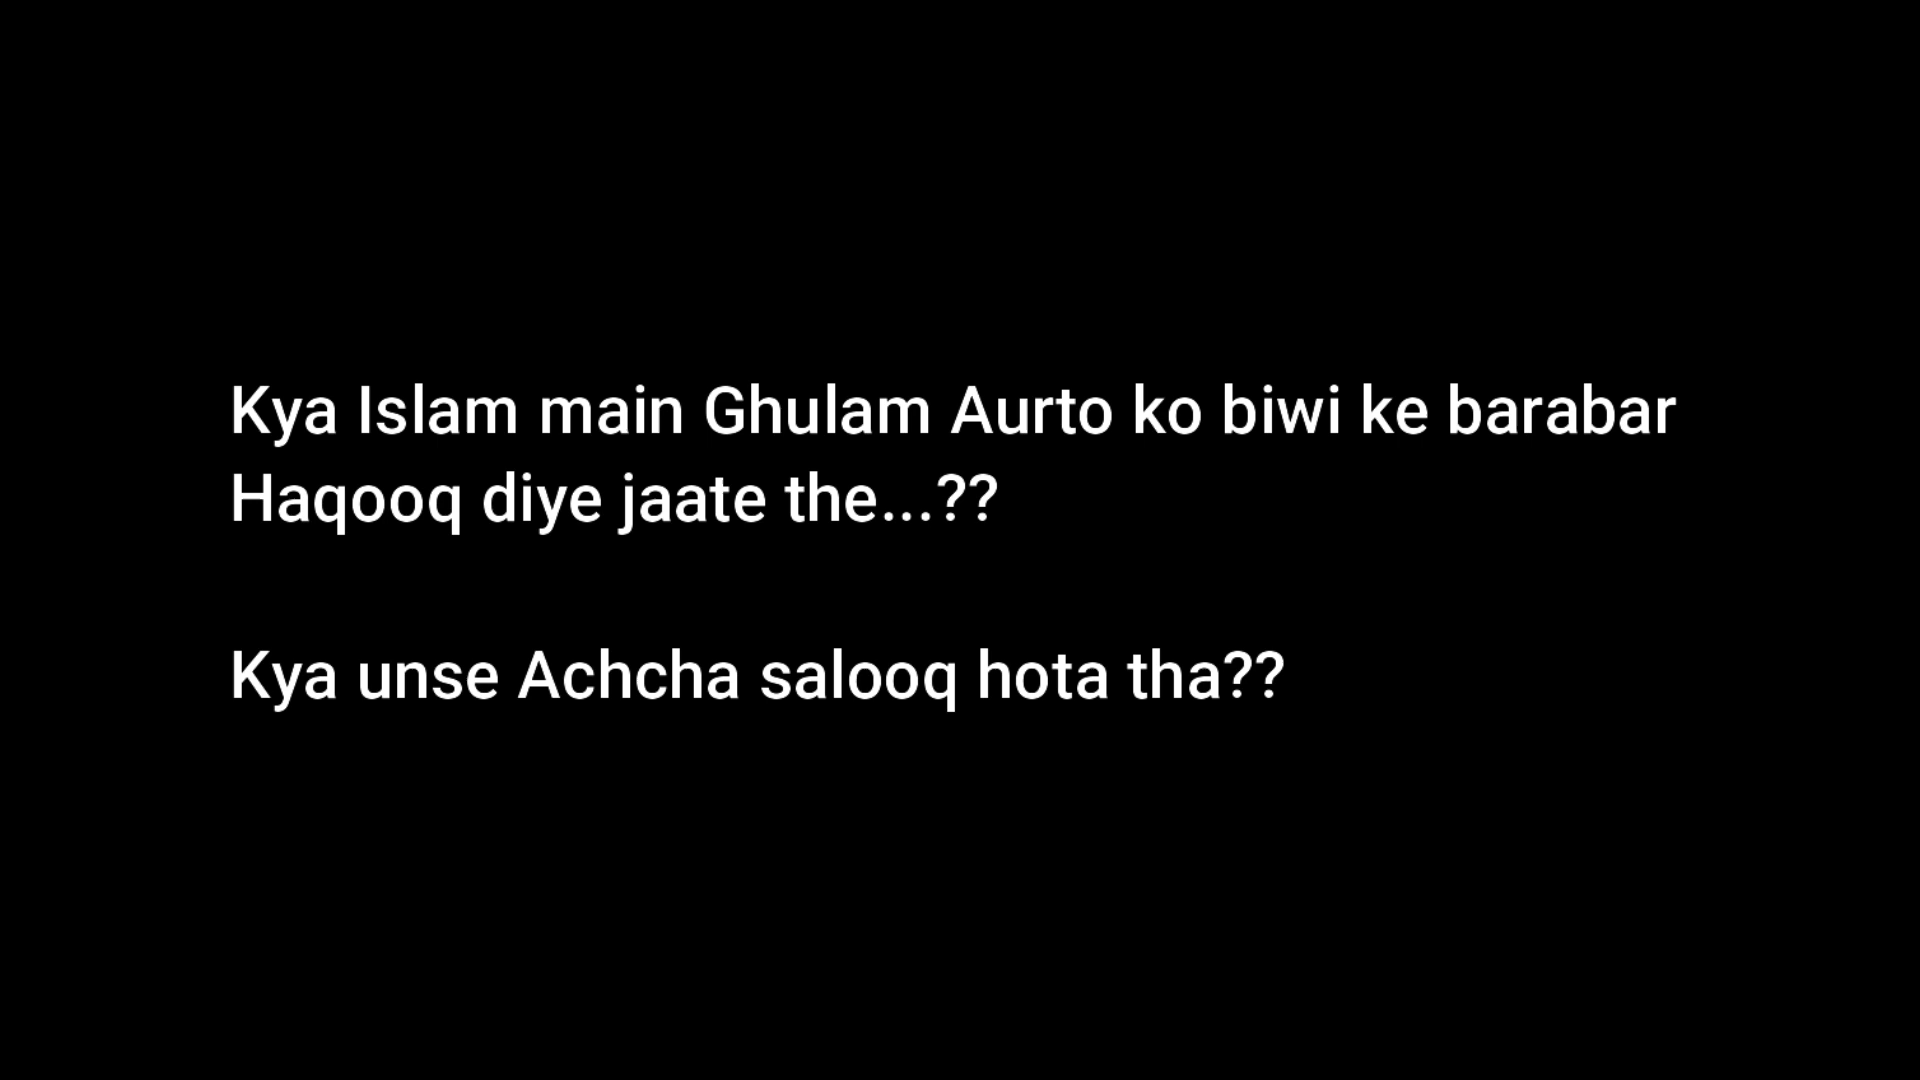 Kya Islam main Ghulam Aurto ko biwi ke barabar
Haqooq diye jaate the...??
Kya unse Achcha salooq hota tha??